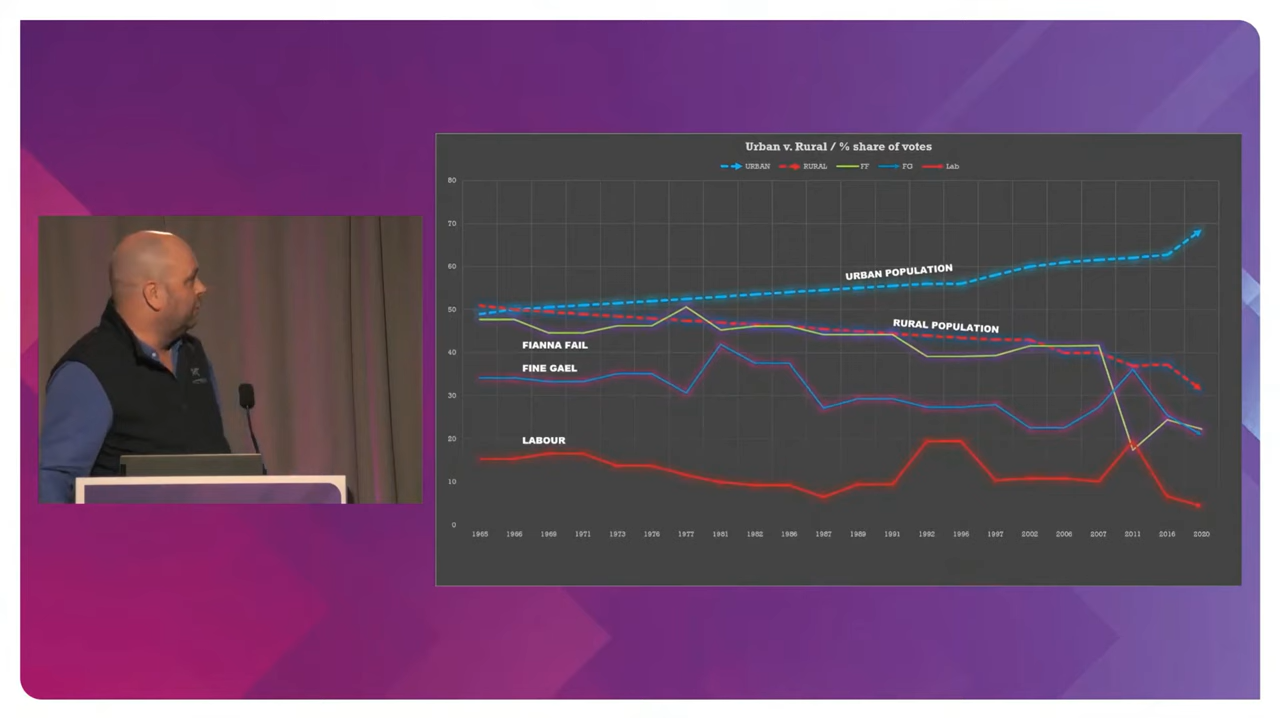 Urban v. Rural / % share of votes
URBAN RURAL FF FG Lab
80
70
60
50
40
30
20
10
0
URBAN POPULATION
RURAL POPULATION
FIANNA FAIL
FINE GAEL
LABOUR
1965 1966 1969 1971 1973 1976 1977 1981 1982 1986 1987 1989 1991 1992 1996 1997 2002 2006 2007 2011 2016 2020